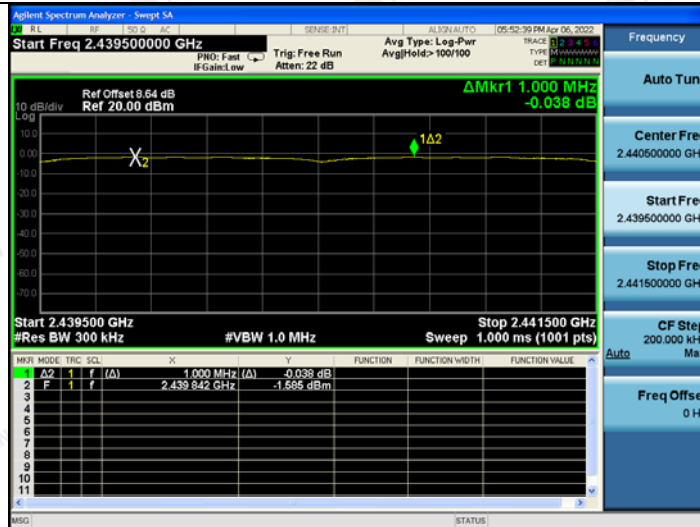 Agilent Spectrum Analyzer - Swept SA
RL RF 50 Ω AC SENSE:INT ALIGN AUTO 05:52:39 PM Apr 06, 2022
Start Freq 2.439500000 GHz
PNO: Fast
IFGain:Low
Trig: Free Run
Atten: 22 dB
Avg Type: Log-Pwr
Avg|Hold:> 100/100
TRACE 1 2 3 4 5 6
TYPE M W W W W W
DET P N N N N N
Ref Offset 8.64 dB
Ref 20.00 dBm
10 dB/div
Log
ΔMkr1 1.000 MHz
-0.038 dB
10.0
0.00
-10.0
-20.0
-30.0
-40.0
-50.0
-60.0
-70.0
X2
1Δ2
Start 2.439500 GHz
#Res BW 300 kHz
#VBW 1.0 MHz
Stop 2.441500 GHz
Sweep 1.000 ms (1001 pts)
MKR MODE TRC SCL X Y FUNCTION FUNCTION WIDTH FUNCTION VALUE
1 Δ2 1 f (Δ) 1.000 MHz (Δ) -0.038 dB
2 F 1 f 2.439 842 GHz -1.585 dBm
3
4
5
6
7
8
9
10
11
MSG STATUS
Frequency
Auto Tun
Center Fre
2.440500000 GH
Start Fre
2.439500000 GH
Stop Fre
2.441500000 GH
CF Ste
200.000 kH
Auto Ma
Freq Offse
0 H